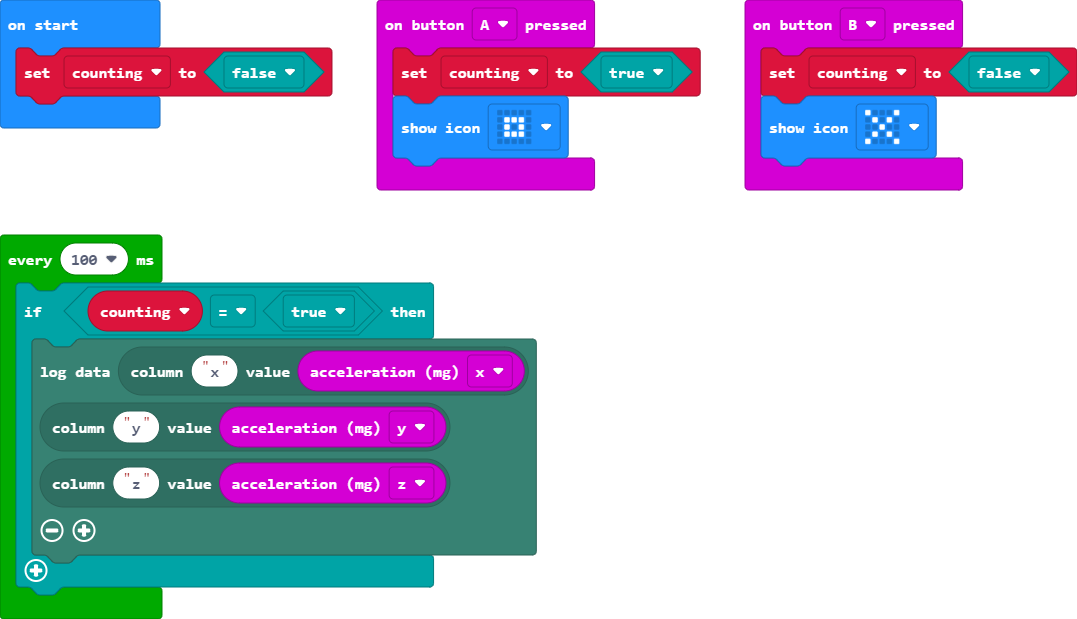 on start
set counting to false
on button A pressed
set counting to true
show icon
on button B pressed
set counting to false
show icon
every 100 ms
if counting = true then
log data column "x" value acceleration (mg) x
column "y" value acceleration (mg) y
column "z" value acceleration (mg) z